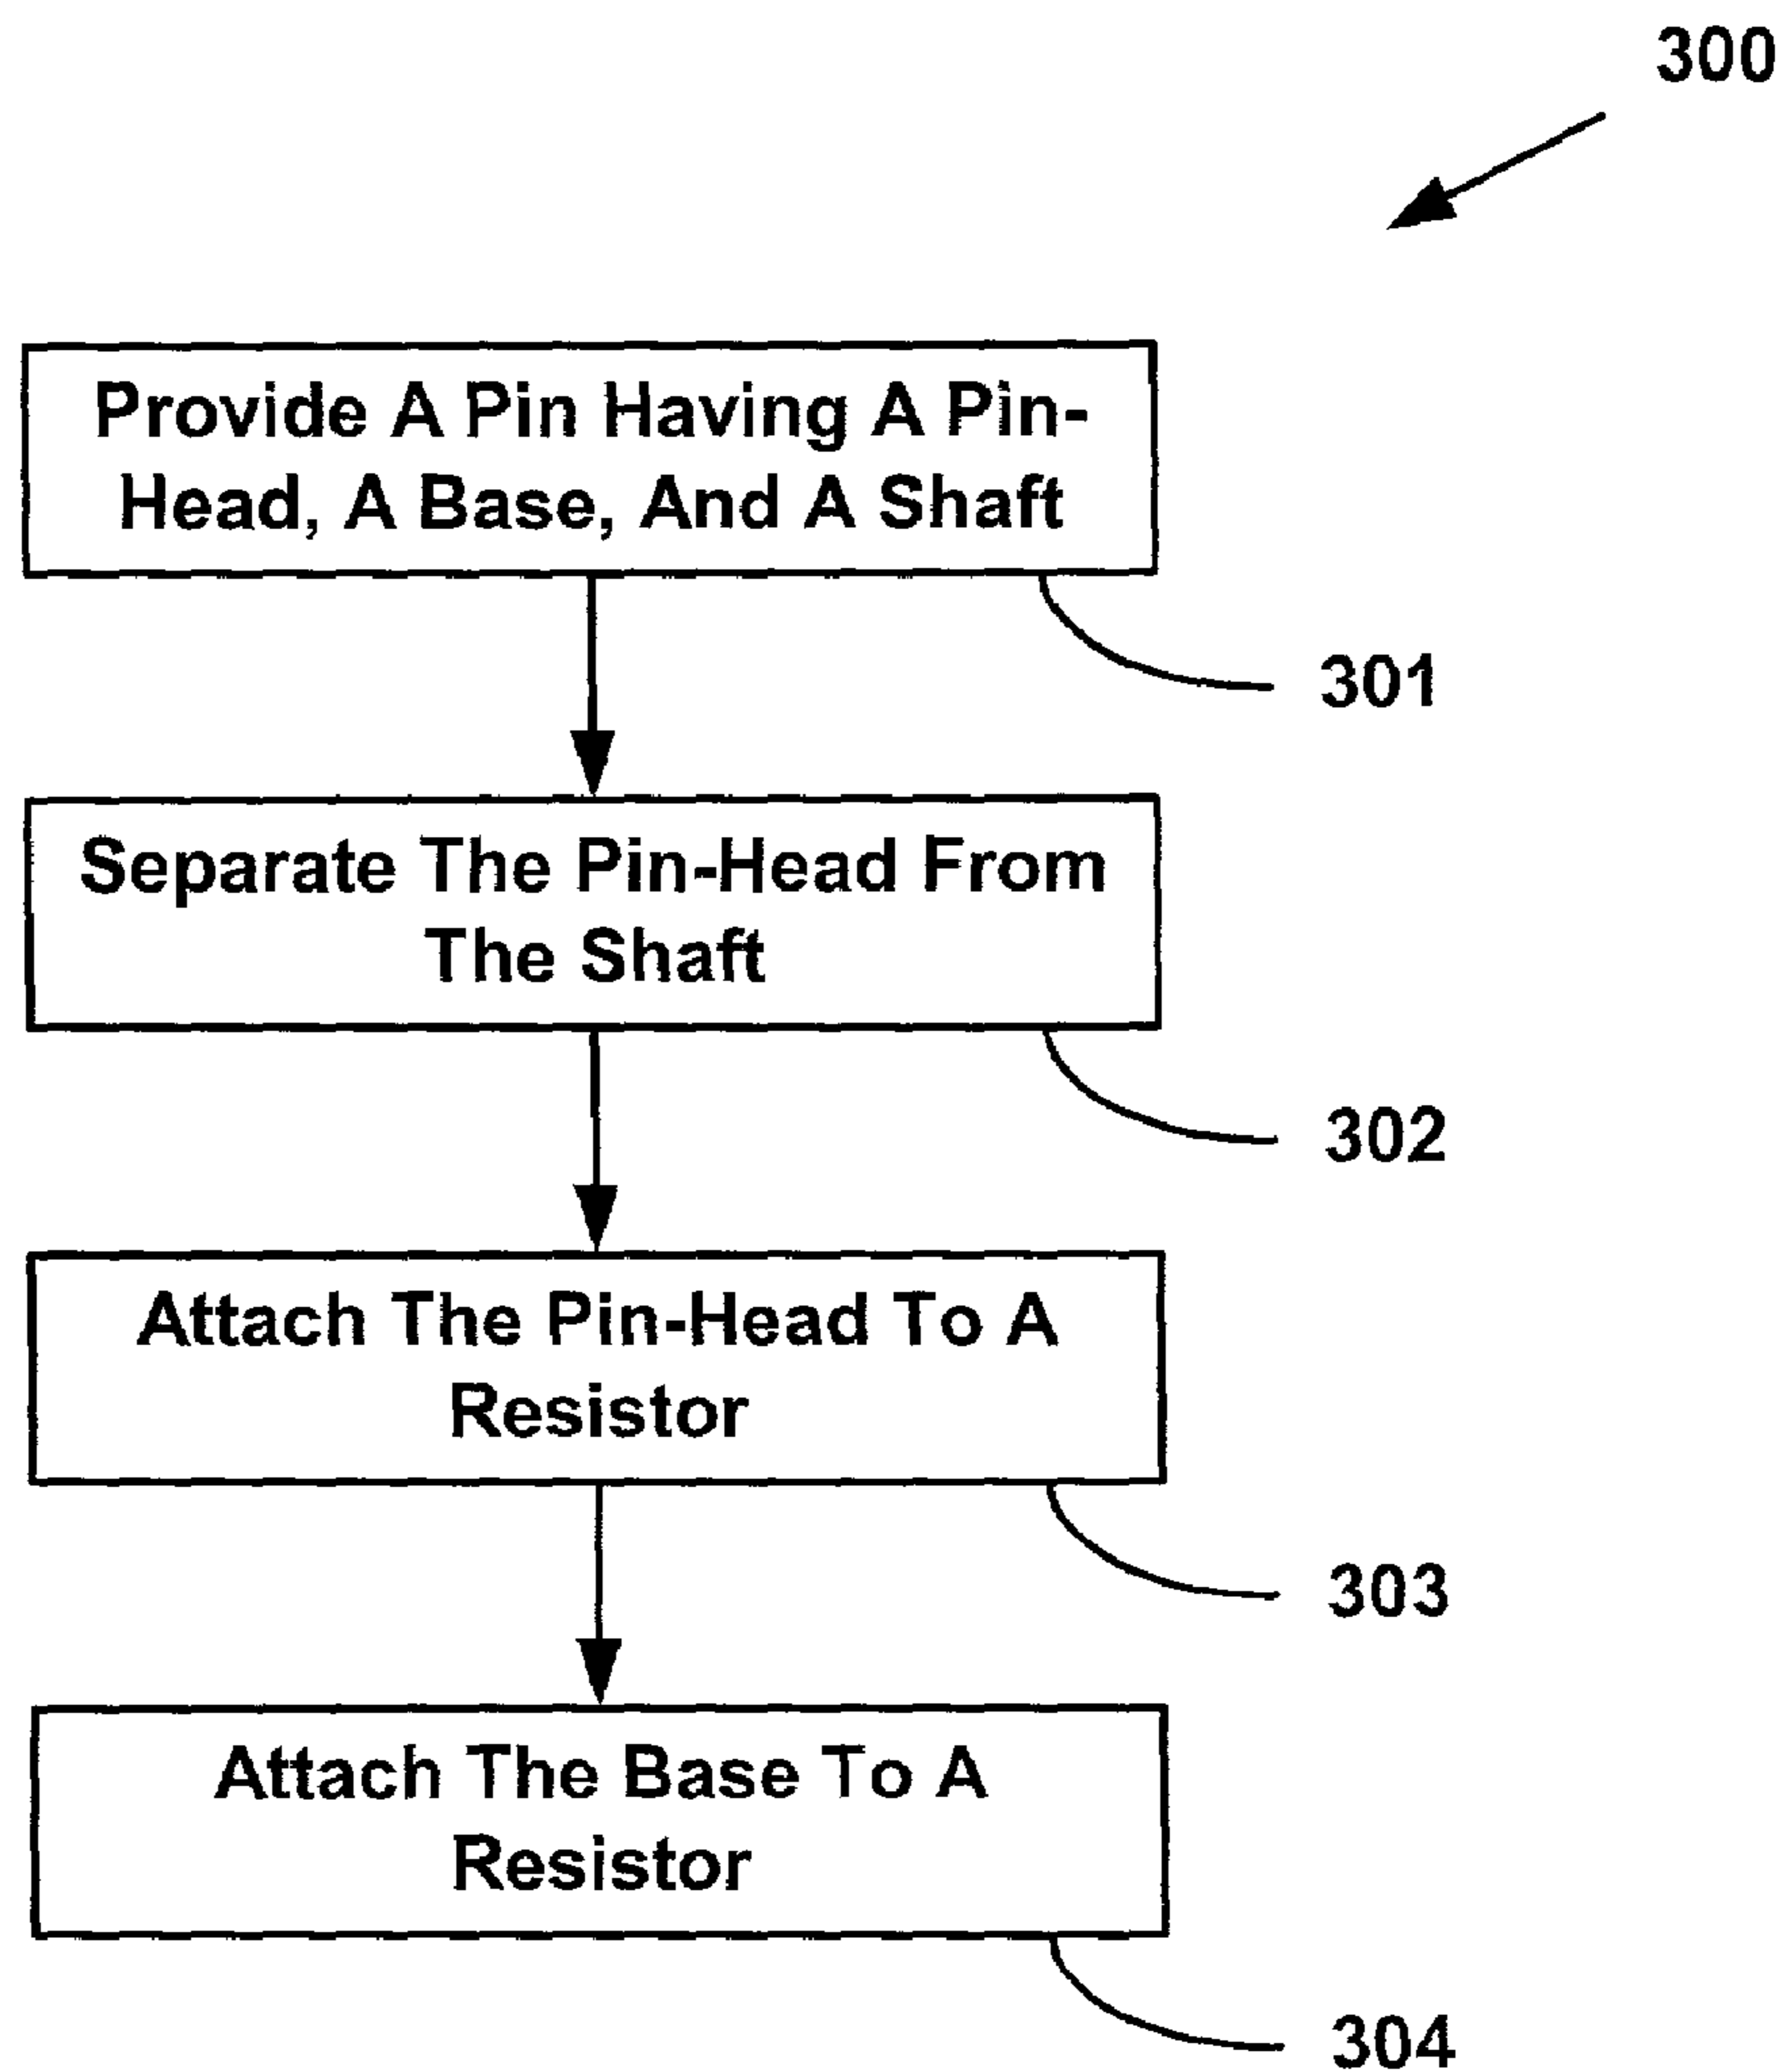 300
Provide A Pin Having A Pin-
Head, A Base, And A Shaft
301
Separate The Pin-Head From
The Shaft
302
Attach The Pin-Head To A
Resistor
303
Attach The Base To A
Resistor
304